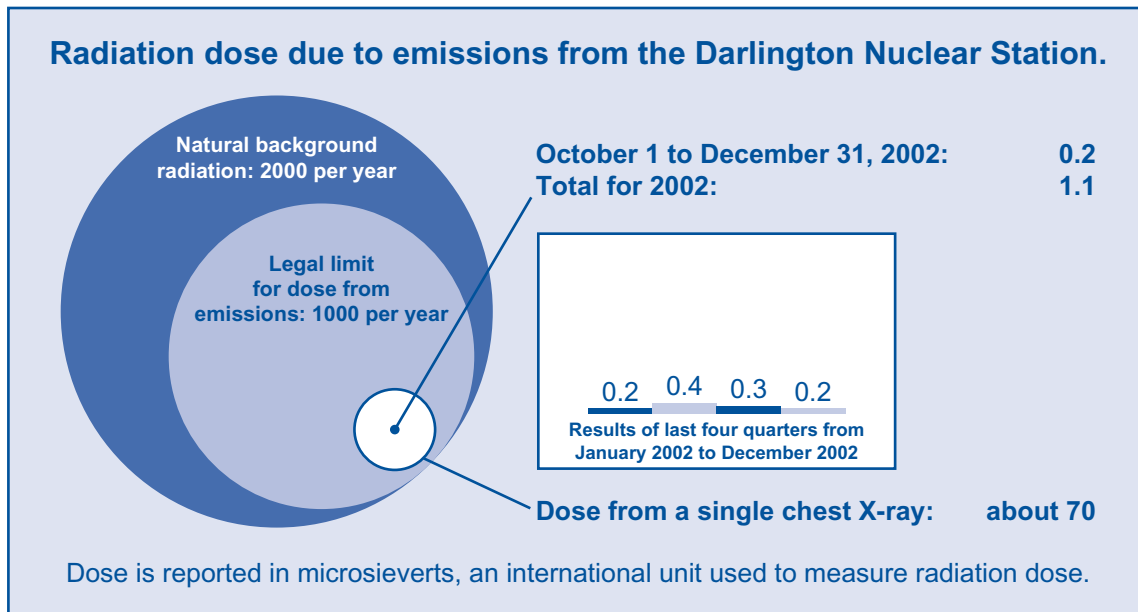 Radiation dose due to emissions from the Darlington Nuclear Station.
Natural background
radiation: 2000 per year
Legal limit
for dose from
emissions: 1000 per year
October 1 to December 31, 2002: 0.2
Total for 2002: 1.1
0.2 0.4 0.3 0.2
Results of last four quarters from
January 2002 to December 2002
Dose from a single chest X-ray: about 70
Dose is reported in microsieverts, an international unit used to measure radiation dose.